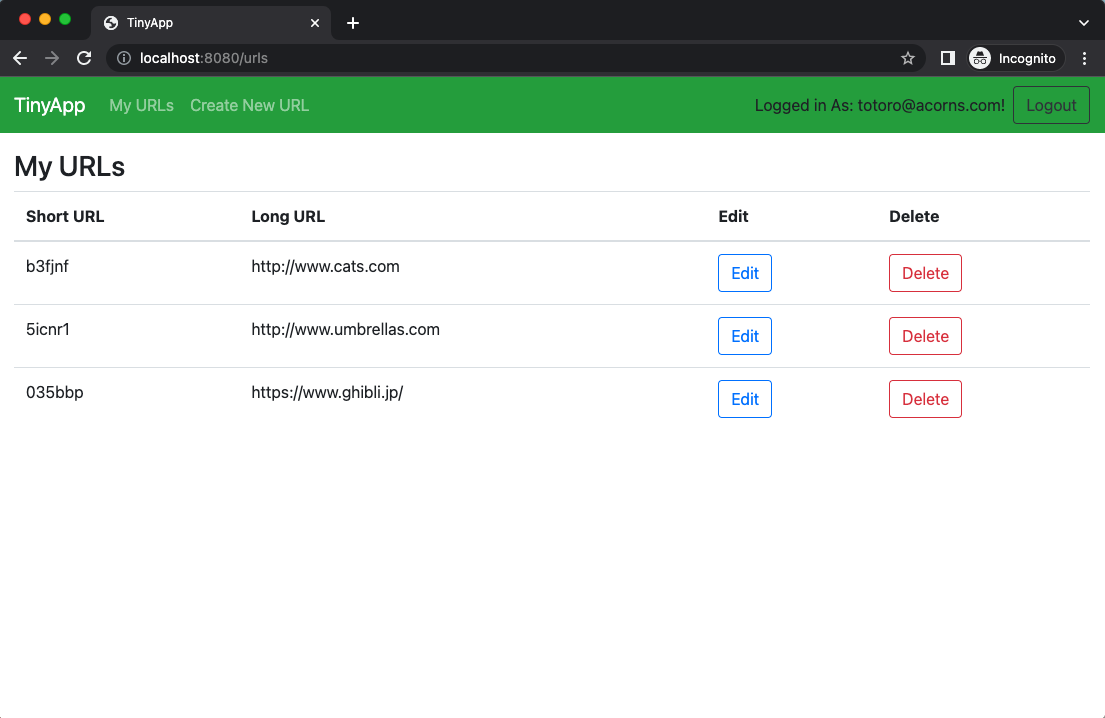 TinyApp
localhost:8080/urls
Incognito
TinyApp My URLs Create New URL Logged in As: totoro@acorns.com! Logout
My URLs
Short URL Long URL Edit Delete
b3fjnf http://www.cats.com Edit Delete
5icnr1 http://www.umbrellas.com Edit Delete
035bbp https://www.ghibli.jp/ Edit Delete